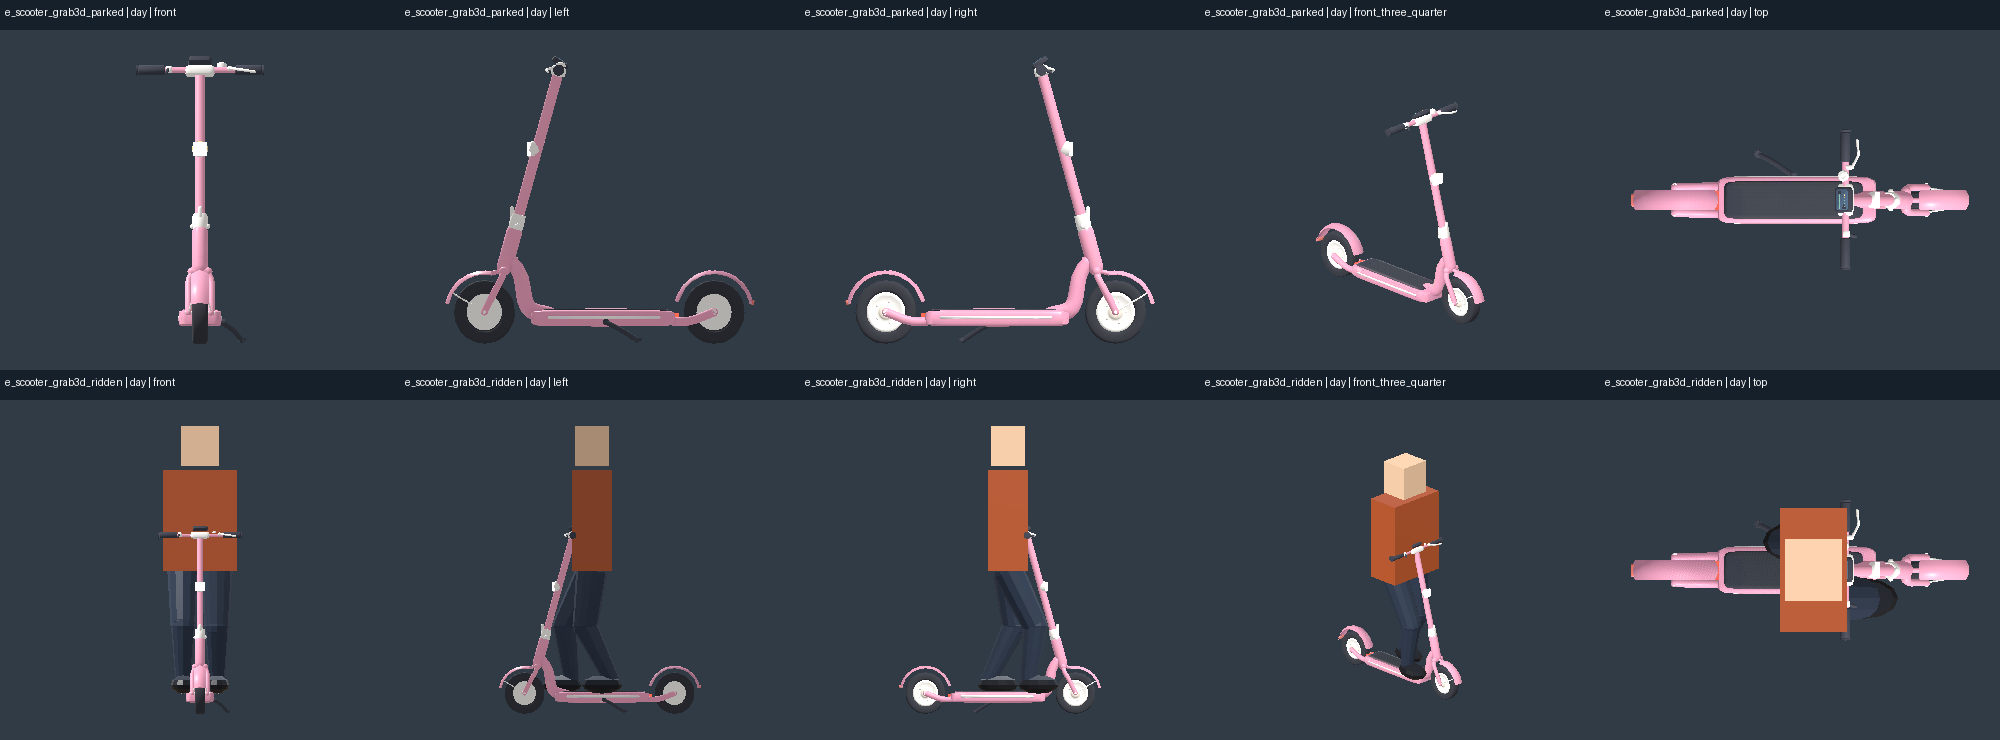 e_scooter_grab3d_parked | day | front
e_scooter_grab3d_parked | day | left
e_scooter_grab3d_parked | day | right
e_scooter_grab3d_parked | day | front_three_quarter
e_scooter_grab3d_parked | day | top
e_scooter_grab3d_ridden | day | front
e_scooter_grab3d_ridden | day | left
e_scooter_grab3d_ridden | day | right
e_scooter_grab3d_ridden | day | front_three_quarter
e_scooter_grab3d_ridden | day | top